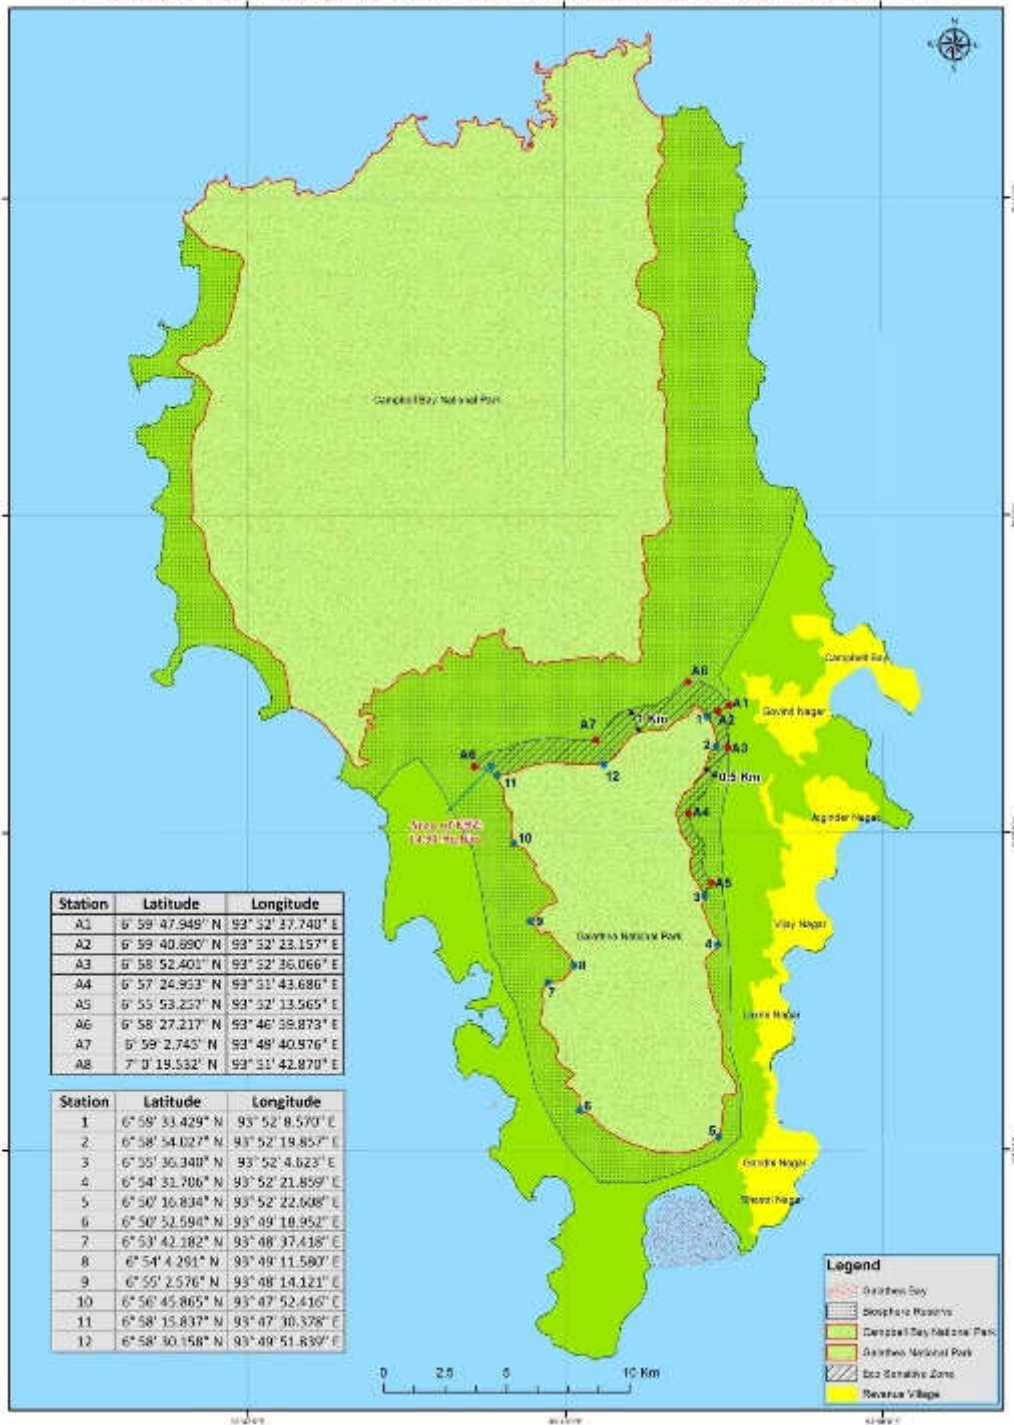 N
S
Campbell Bay National Park
Campbell Bay
A8
A1
1 Km
1
A2
Govind Nagar
A7
2
A3
A6
12
0.5 Km
11
A4
Joginder Nagar
Area of ESZ
10
A5
3
9
Vijay Nagar
Galathea National Park
4
8
7
Laxmi Nagar
6
5
Gandhi Nagar
Shastri Nagar
Station Latitude Longitude
A1 6° 59' 47.949" N 93° 52' 37.740" E
A2 6° 59' 40.690" N 93° 52' 23.157" E
A3 6° 58' 52.401" N 93° 52' 36.066" E
A4 6° 57' 24.953" N 93° 51' 43.686" E
A5 6° 55' 53.257" N 93° 52' 13.565" E
A6 6° 58' 27.217" N 93° 46' 59.873" E
A7 6° 59' 2.745" N 93° 49' 40.976" E
A8 7° 0' 19.532" N 93° 51' 42.870" E
Station Latitude Longitude
1 6° 59' 33.429" N 93° 52' 8.570" E
2 6° 58' 54.027" N 93° 52' 19.857" E
3 6° 55' 36.340" N 93° 52' 4.623" E
4 6° 54' 31.706" N 93° 52' 21.859" E
5 6° 50' 16.834" N 93° 52' 22.608" E
6 6° 50' 52.594" N 93° 49' 18.952" E
7 6° 53' 42.182" N 93° 48' 37.418" E
8 6° 54' 4.291" N 93° 49' 11.580" E
9 6° 55' 2.576" N 93° 48' 14.121" E
10 6° 56' 45.865" N 93° 47' 52.416" E
11 6° 58' 15.837" N 93° 47' 30.378" E
12 6° 58' 30.158" N 93° 49' 51.839" E
0 2.5 5 10 Km
Legend
Galathea Bay
Biosphere Reserve
Campbell Bay National Park
Galathea National Park
Eco Sensitive Zone
Revenue Village